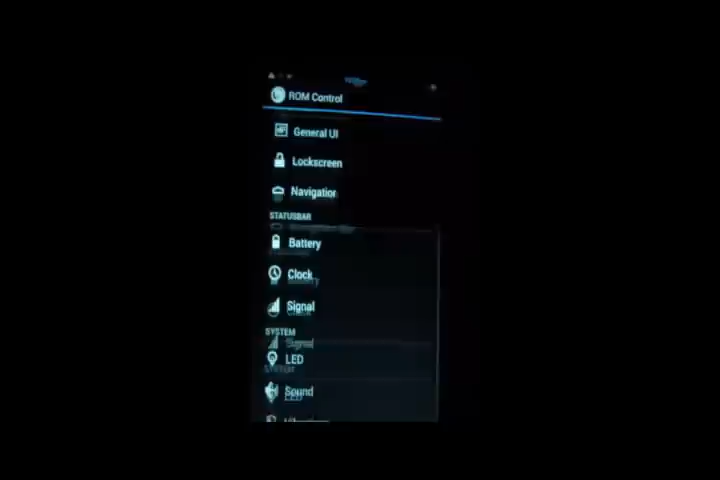 ROM Control
General UI
Lockscreen
Navigation
STATUSBAR
Battery
Clock
Signal
SYSTEM
LED
Sound